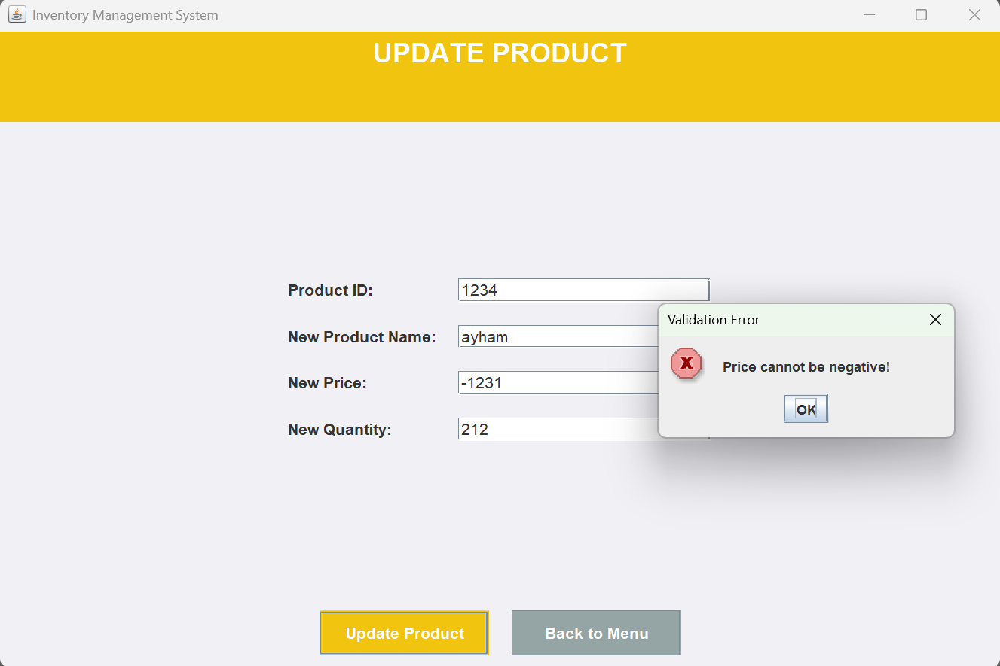 Inventory Management System
UPDATE PRODUCT
Product ID: 1234
New Product Name: ayham
New Price: -1231
New Quantity: 212
Validation Error
X
Price cannot be negative!
OK
Update Product
Back to Menu